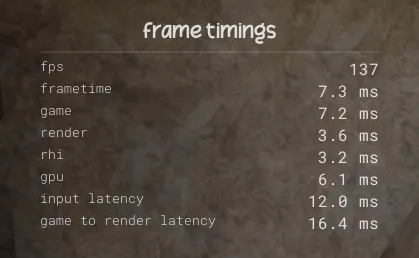 frame timings
fps 137
frametime 7.3 ms
game 7.2 ms
render 3.6 ms
rhi 3.2 ms
gpu 6.1 ms
input latency 12.0 ms
game to render latency 16.4 ms